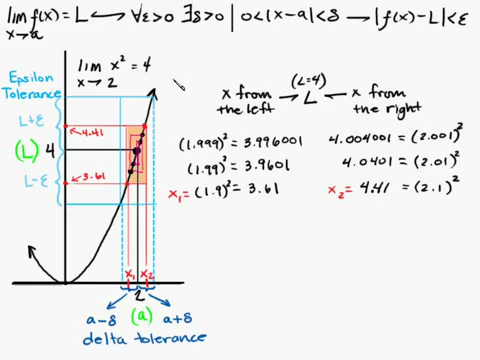 lim f(x) = L ⟷ ∀ε>0 ∃δ>0 | 0<|x-a|<δ → |f(x)-L|<ε
x→a
lim x² = 4
x→2
Epsilon
Tolerance
L+ε
4.41
(L) 4
L-ε
3.61
x₁ x₂
2
a-δ (a) a+δ
delta tolerance
(L=4)
x from the left → L ← x from the right
(1.999)² = 3.996001
4.004001 = (2.001)²
(1.99)² = 3.9601
4.0401 = (2.01)²
x₁ = (1.9)² = 3.61
x₂ = 4.41 = (2.1)²